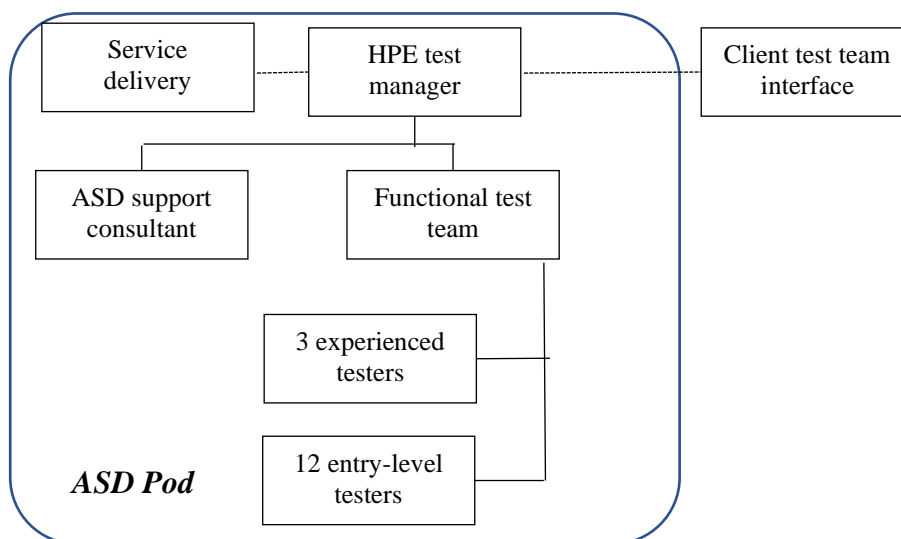 Service
delivery
HPE test
manager
Client test team
interface
ASD support
consultant
Functional test
team
3 experienced
testers
12 entry-level
testers
ASD Pod